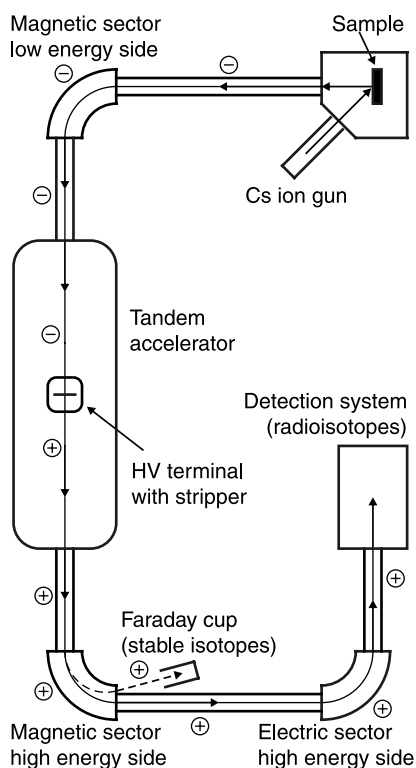 Magnetic sector
low energy side
Sample
Cs ion gun
Tandem
accelerator
HV terminal
with stripper
Detection system
(radioisotopes)
Faraday cup
(stable isotopes)
Magnetic sector
high energy side
Electric sector
high energy side